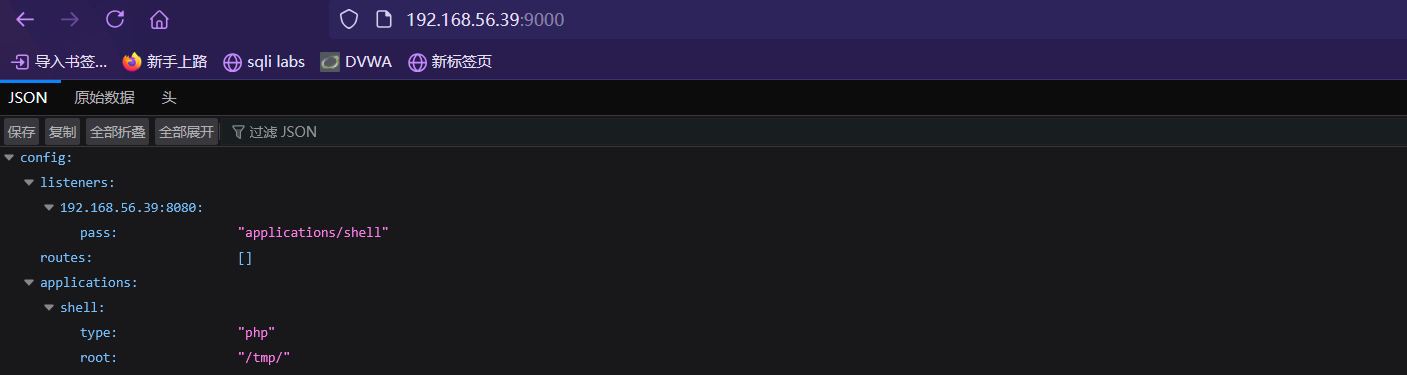 192.168.56.39:9000
导入书签... 新手上路 sqli labs DVWA 新标签页
JSON 原始数据 头
保存 复制 全部折叠 全部展开 过滤 JSON
config:
listeners:
192.168.56.39:8080:
pass: "applications/shell"
routes: []
applications:
shell:
type: "php"
root: "/tmp/"